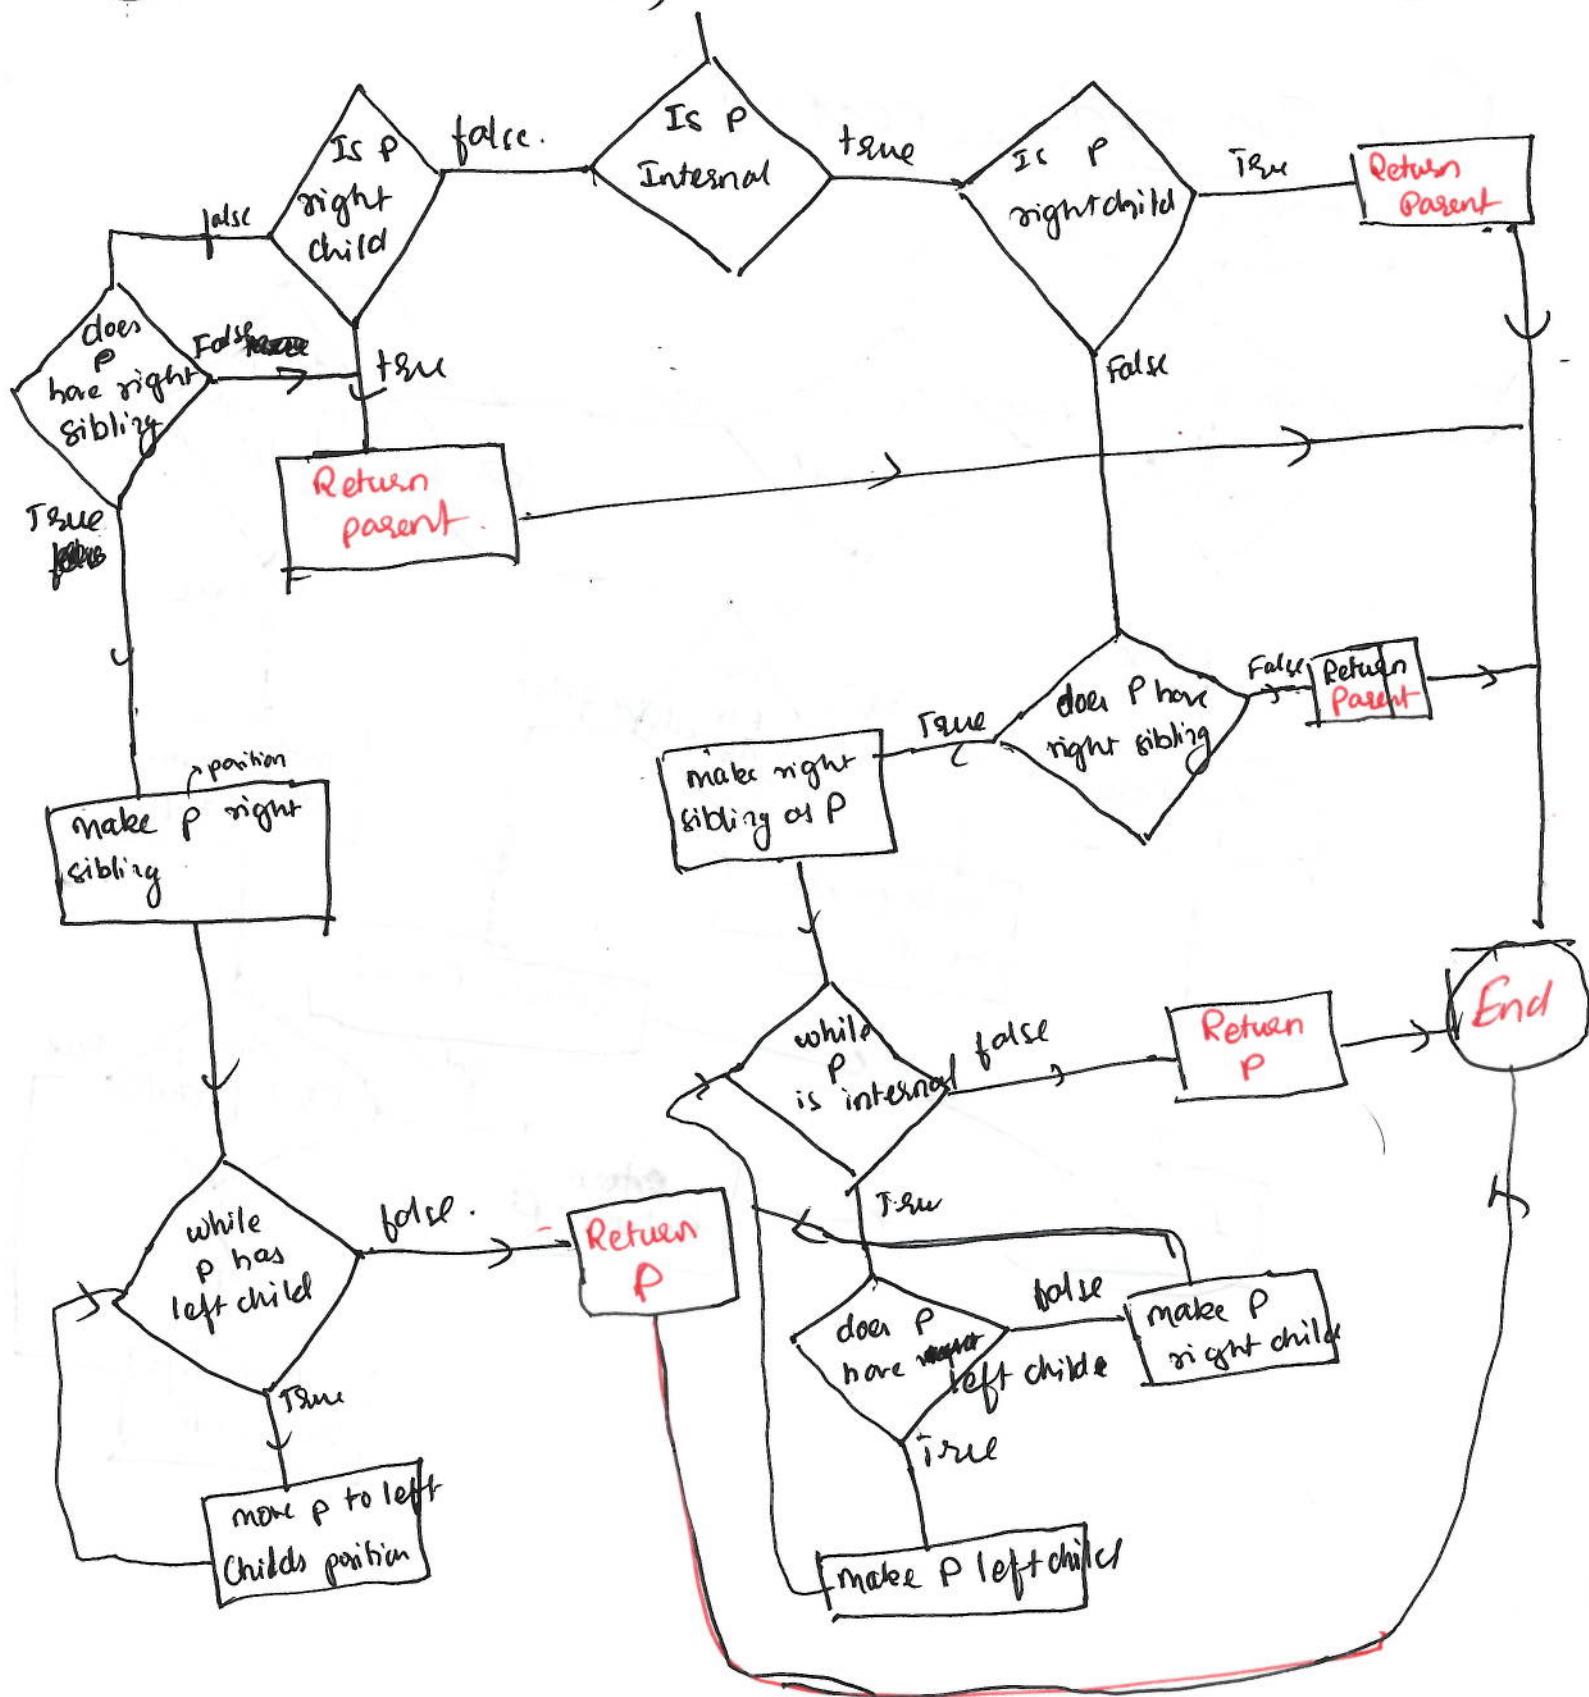 Is P
Internal
false.
true
Is P
right
child
false
true
does
P
have right
sibling
False
True
Return
parent.
Is P
rightchild
True
Return
Parent
False
does P have
right sibling
False
Return
Parent
True
make right
sibling as P
position
make P right
sibling
while
P has
left child
false.
Return
P
True
move P to left
Childs position
while
P
is internal
false
Return
P
End
True
does P
have
left childe
false
make P
right child
True
make P left child